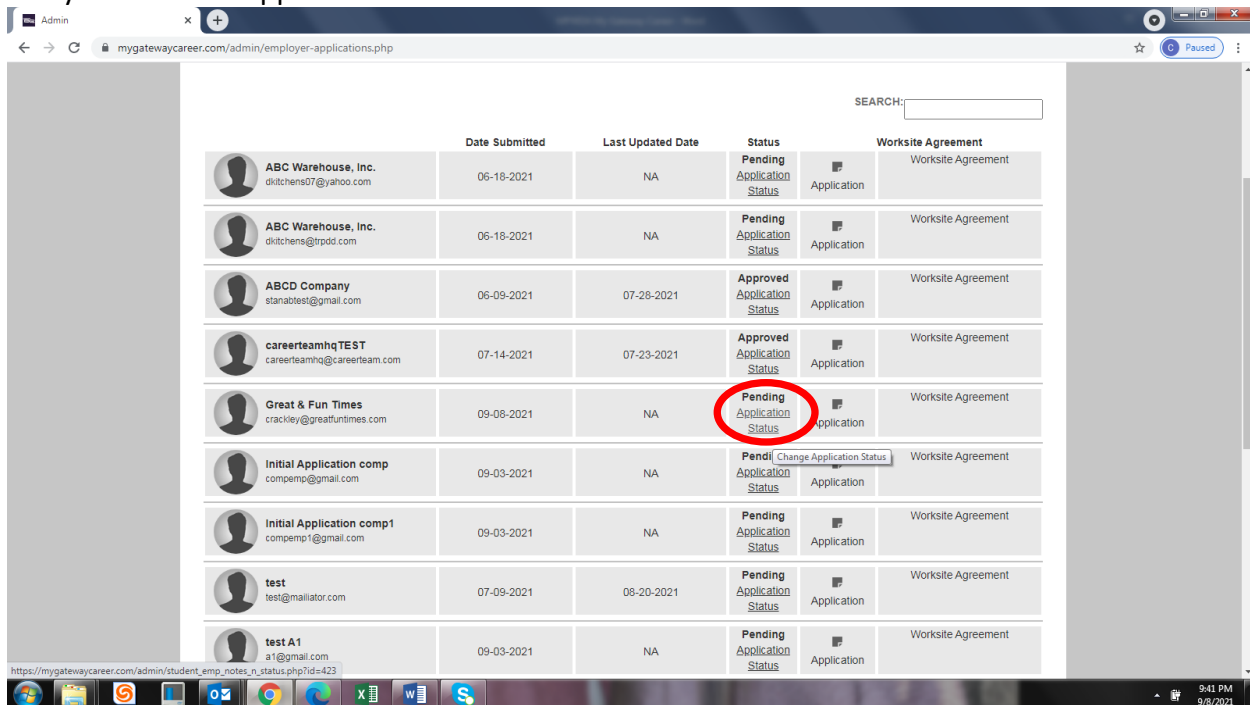 Admin
mygatewaycareer.com/admin/employer-applications.php
Paused
SEARCH:
Date Submitted Last Updated Date Status Worksite Agreement
ABC Warehouse, Inc.
dkitchens07@yahoo.com
06-18-2021
NA
Pending
Application
Status
Application
Worksite Agreement
ABC Warehouse, Inc.
dkitchens@trpdd.com
06-18-2021
NA
Pending
Application
Status
Application
Worksite Agreement
ABCD Company
stanabtest@gmail.com
06-09-2021
07-28-2021
Approved
Application
Status
Application
Worksite Agreement
careerteamhqTEST
careerteamhq@careerteam.com
07-14-2021
07-23-2021
Approved
Application
Status
Application
Worksite Agreement
Great & Fun Times
crackley@greatfuntimes.com
09-08-2021
NA
Pending
Application
Status
Application
Worksite Agreement
Change Application Status
Initial Application comp
compemp@gmail.com
09-03-2021
NA
Pendi
Application
Status
Application
Worksite Agreement
Initial Application comp1
compemp1@gmail.com
09-03-2021
NA
Pending
Application
Status
Application
Worksite Agreement
test
test@mailiator.com
07-09-2021
08-20-2021
Pending
Application
Status
Application
Worksite Agreement
test A1
a1@gmail.com
09-03-2021
NA
Pending
Application
Status
Application
Worksite Agreement
https://mygatewaycareer.com/admin/student_emp_notes_n_status.php?id=423
9:41 PM
9/8/2021